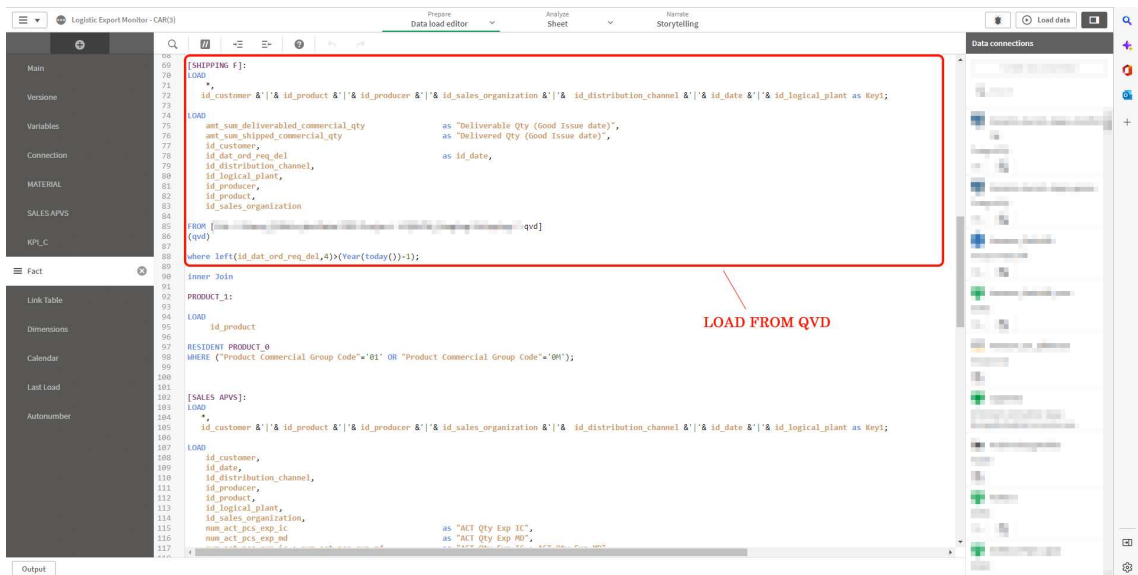 Logistic Export Monitor - CAR(3)
Prepare
Data load editor
Analyze
Sheet
Narrate
Storytelling
Load data
Data connections
Main
Versione
Variables
Connection
MATERIAL
SALES APVS
KPI_C
Fact
Link Table
Dimensions
Calendar
Last Load
Autonumber
68
69 [SHIPPING F]:
70 LOAD
71 *,
72 id_customer &'|'& id_product &'|'& id_producer &'|'& id_sales_organization &'|'& id_distribution_channel &'|'& id_date &'|'& id_logical_plant as Key1;
73
74 LOAD
75 amt_sum_deliverabled_commercial_qty as "Deliverable Qty (Good Issue date)",
76 amt_sum_shipped_commercial_qty as "Delivered Qty (Good Issue date)",
77 id_customer,
78 id_dat_ord_req_del as id_date,
79 id_distribution_channel,
80 id_logical_plant,
81 id_producer,
82 id_product,
83 id_sales_organization
84
85 FROM [ qvd]
86 (qvd)
87
88 where left(id_dat_ord_req_del,4)>(Year(today())-1);
89
90 inner Join
91
92 PRODUCT_1:
93
94 LOAD
95 id_product
96
97 RESIDENT PRODUCT_0
98 WHERE ("Product Commercial Group Code"='01' OR "Product Commercial Group Code"='0M');
99
100
101
102 [SALES APVS]:
103 LOAD
104 *,
105 id_customer &'|'& id_product &'|'& id_producer &'|'& id_sales_organization &'|'& id_distribution_channel &'|'& id_date &'|'& id_logical_plant as Key1;
106
107 LOAD
108 id_customer,
109 id_date,
110 id_distribution_channel,
111 id_producer,
112 id_product,
113 id_logical_plant,
114 id_sales_organization,
115 num_act_pcs_exp_ic as "ACT Qty Exp IC",
116 num_act_pcs_exp_md as "ACT Qty Exp MD",
117
LOAD FROM QVD
Output